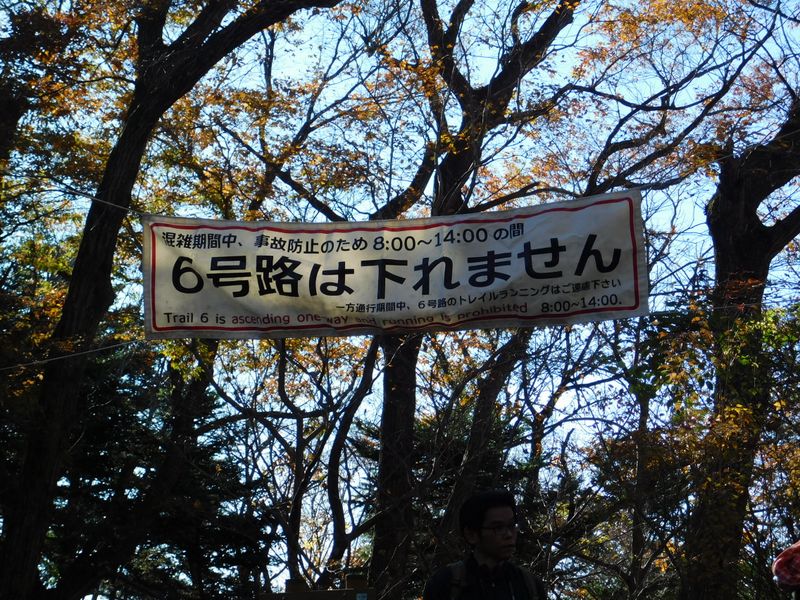 混雑期間中、事故防止のため 8:00～14:00 の間
6号路は下れません
一方通行期間中、6号路のトレイルランニングはご遠慮下さい
Trail 6 is ascending one way and running is prohibited 8:00～14:00.